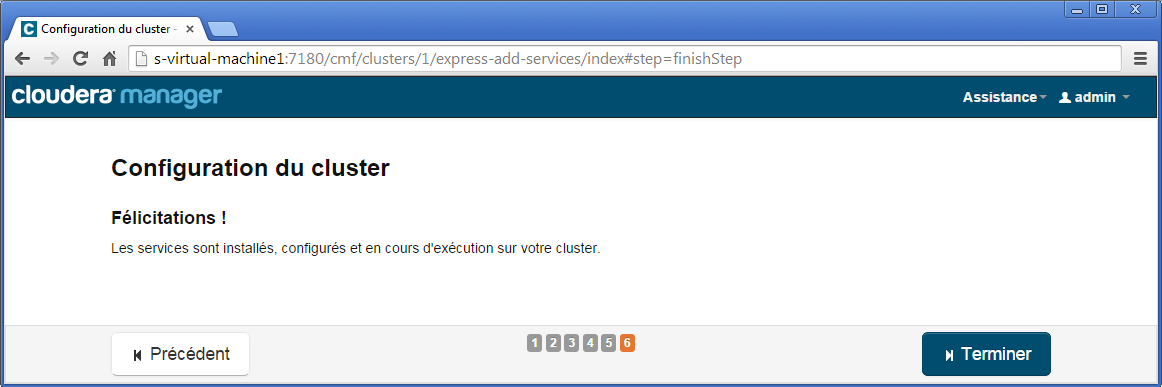 Configuration du cluster -
s-virtual-machine1:7180/cmf/clusters/1/express-add-services/index#step=finishStep
cloudera manager
Assistance
admin
Configuration du cluster
Félicitations !
Les services sont installés, configurés et en cours d'exécution sur votre cluster.
Précédent
1 2 3 4 5 6
Terminer